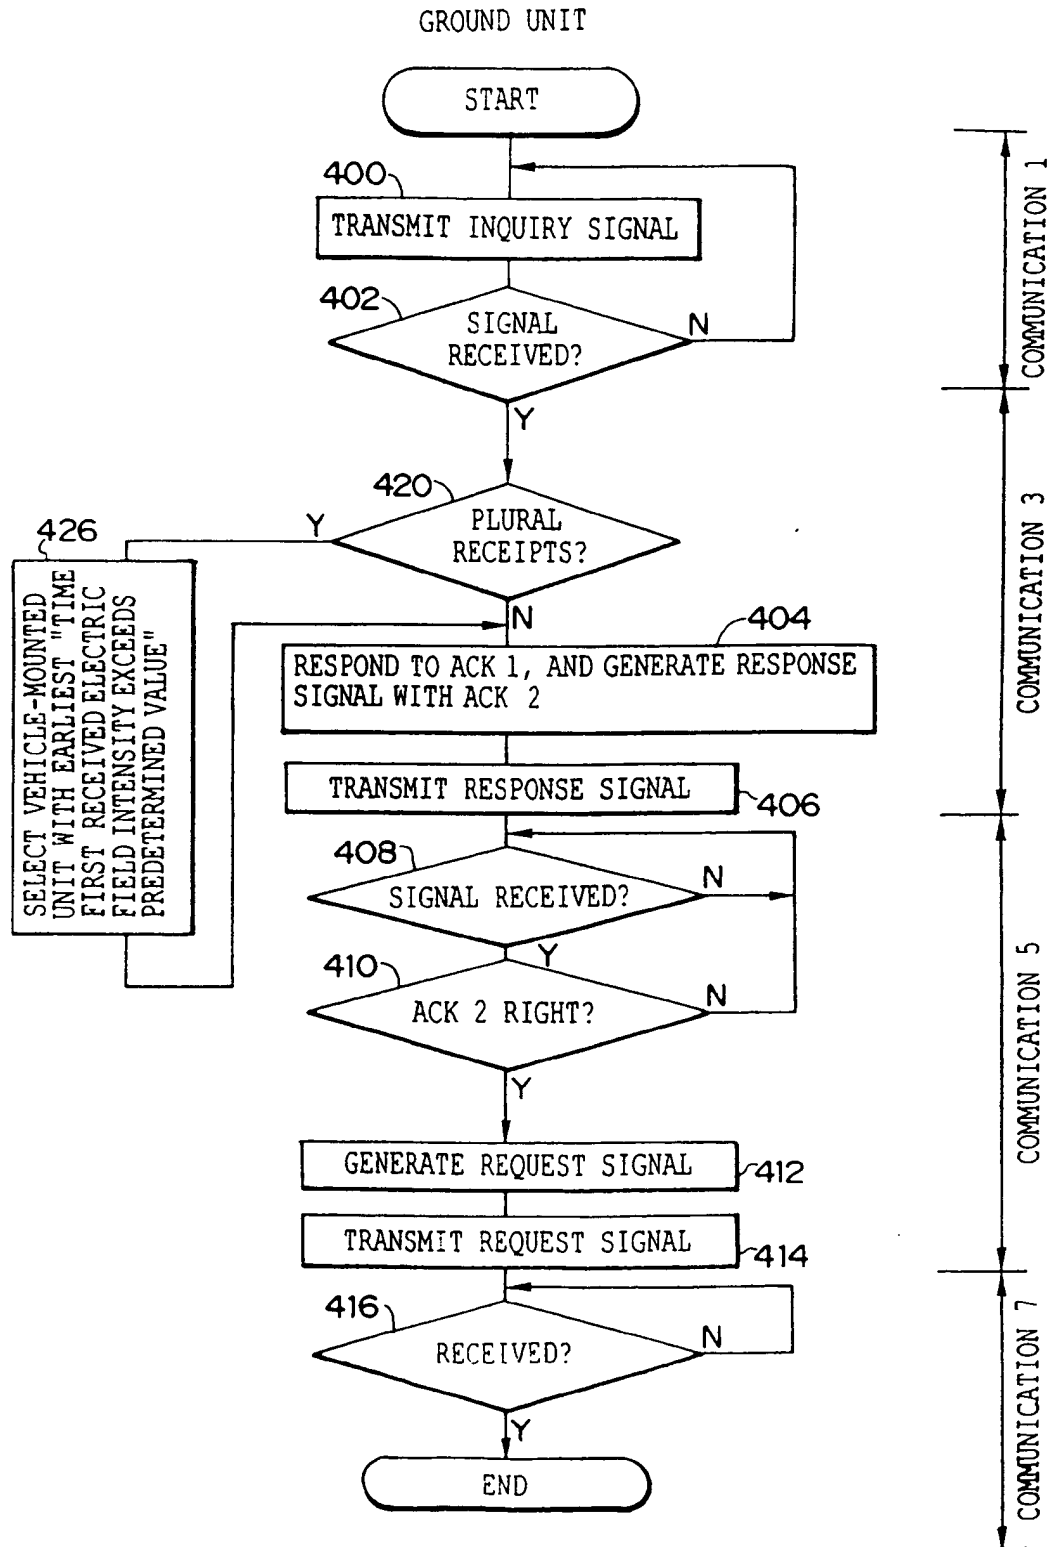 GROUND UNIT
START
400
TRANSMIT INQUIRY SIGNAL
402
SIGNAL
RECEIVED?
N
Y
COMMUNICATION 1
420
PLURAL
RECEIPTS?
Y
N
426
SELECT VEHICLE-MOUNTED
UNIT WITH EARLIEST "TIME
FIRST RECEIVED ELECTRIC
FIELD INTENSITY EXCEEDS
PREDETERMINED VALUE"
404
RESPOND TO ACK 1, AND GENERATE RESPONSE
SIGNAL WITH ACK 2
TRANSMIT RESPONSE SIGNAL
406
COMMUNICATION 3
408
SIGNAL RECEIVED?
N
Y
410
ACK 2 RIGHT?
N
Y
GENERATE REQUEST SIGNAL
412
TRANSMIT REQUEST SIGNAL
414
COMMUNICATION 5
416
RECEIVED?
N
Y
END
COMMUNICATION 7